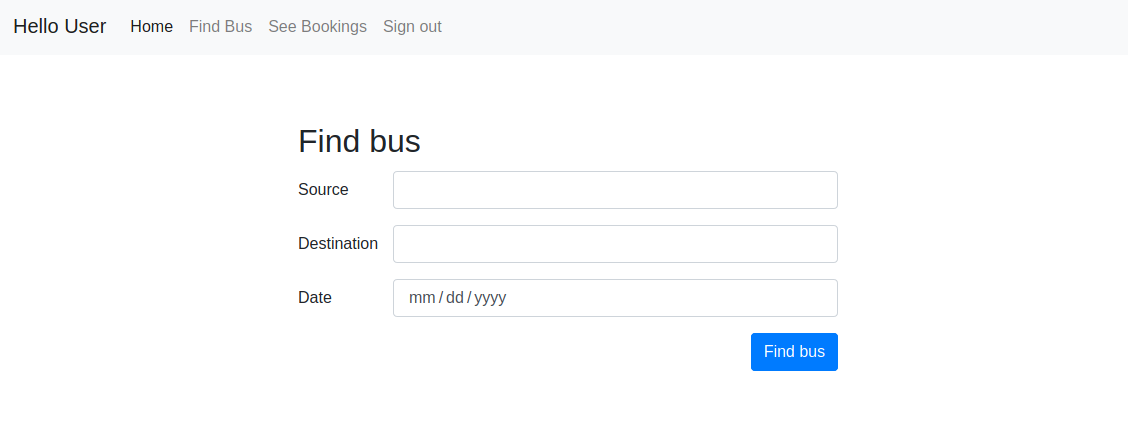 Hello User Home Find Bus See Bookings Sign out
Find bus
Source
Destination
Date mm/dd/yyyy
Find bus